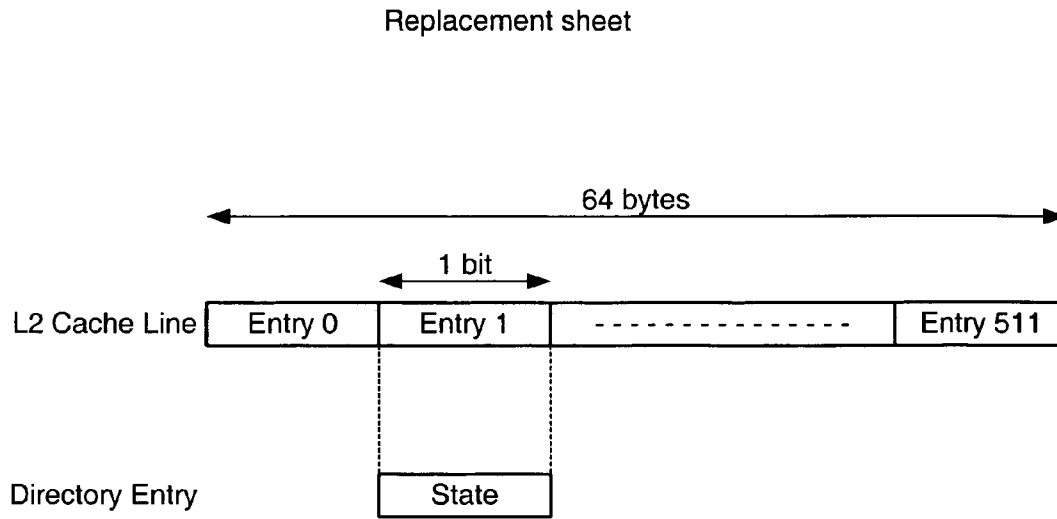 Replacement sheet
64 bytes
1 bit
L2 Cache Line Entry 0 Entry 1 Entry 511
Directory Entry State